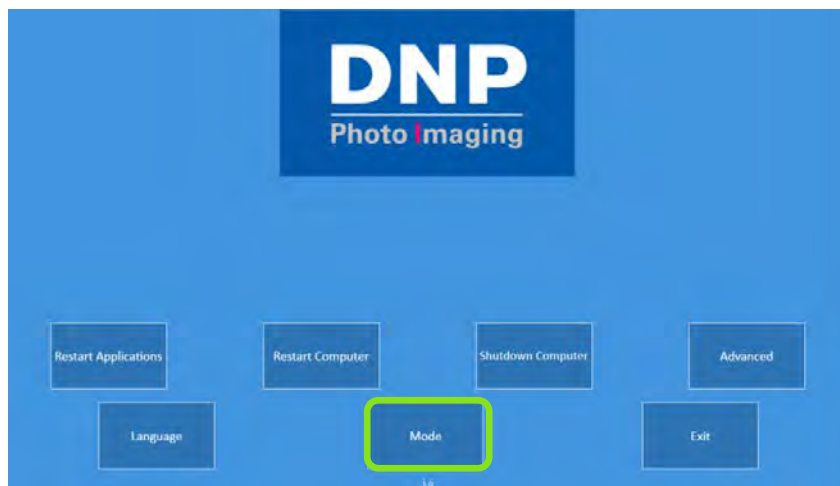 DNP
Photo Imaging
Restart Applications
Restart Computer
Shutdown Computer
Advanced
Language
Mode
Exit